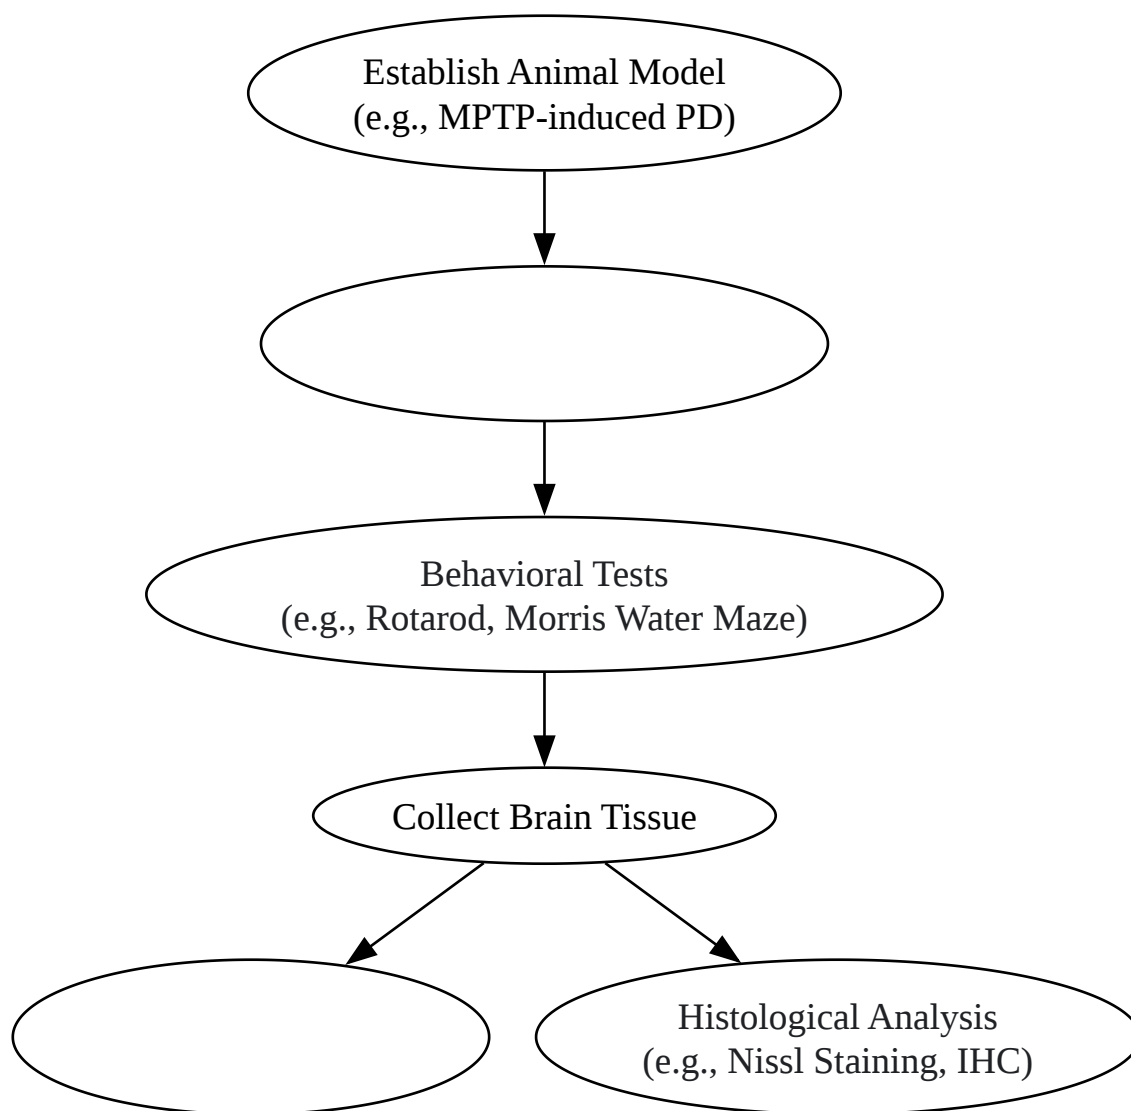 Establish Animal Model
(e.g., MPTP-induced PD)
Behavioral Tests
(e.g., Rotarod, Morris Water Maze)
Collect Brain Tissue
Histological Analysis
(e.g., Nissl Staining, IHC)